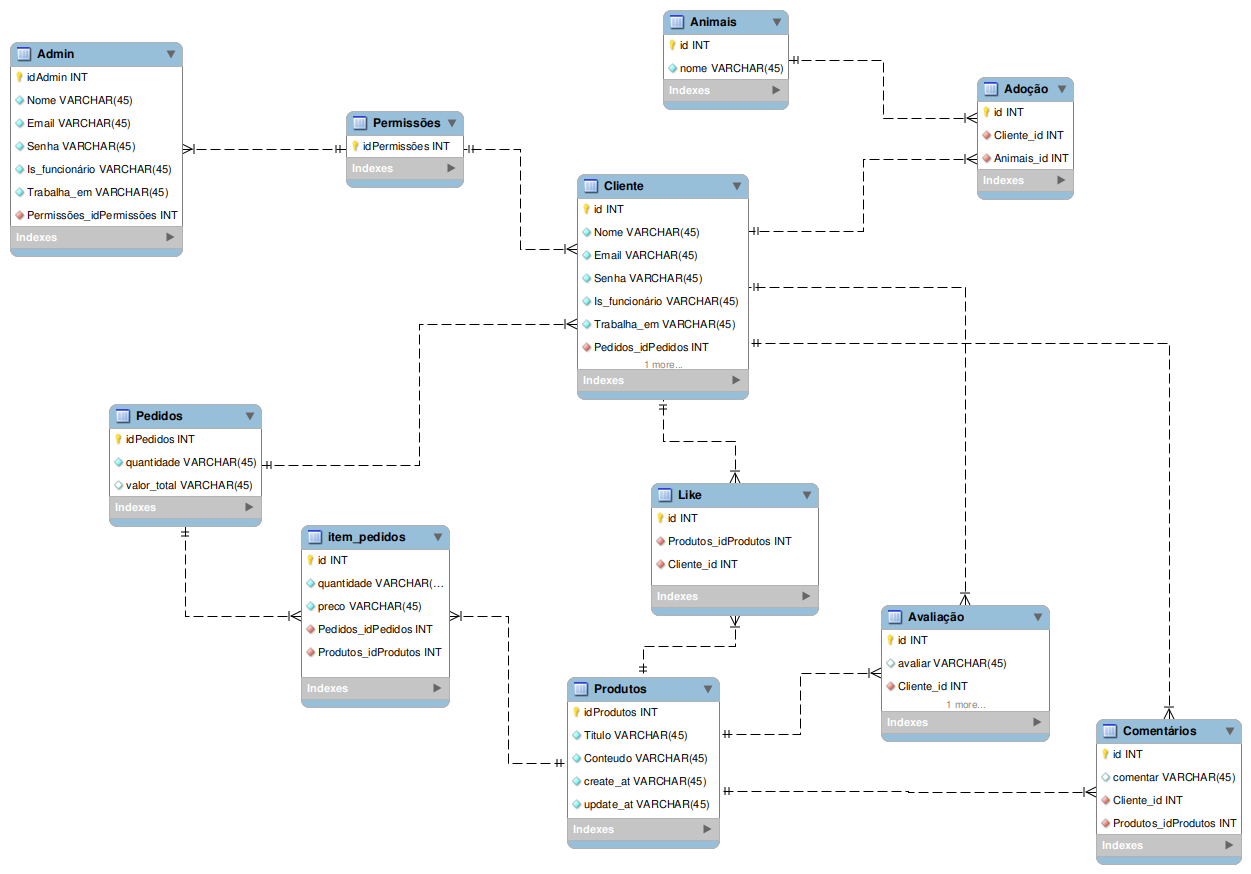 Admin
idAdmin INT
Nome VARCHAR(45)
Email VARCHAR(45)
Senha VARCHAR(45)
Is_funcionário VARCHAR(45)
Trabalha_em VARCHAR(45)
Permissões_idPermissões INT
Indexes
Permissões
idPermissões INT
Indexes
Animais
id INT
nome VARCHAR(45)
Indexes
Adoção
id INT
Cliente_id INT
Animais_id INT
Indexes
Cliente
id INT
Nome VARCHAR(45)
Email VARCHAR(45)
Senha VARCHAR(45)
Is_funcionário VARCHAR(45)
Trabalha_em VARCHAR(45)
Pedidos_idPedidos INT
1 more...
Indexes
Pedidos
idPedidos INT
quantidade VARCHAR(45)
valor_total VARCHAR(45)
Indexes
item_pedidos
id INT
quantidade VARCHAR(...
preco VARCHAR(45)
Pedidos_idPedidos INT
Produtos_idProdutos INT
Indexes
Like
id INT
Produtos_idProdutos INT
Cliente_id INT
Indexes
Produtos
idProdutos INT
Titulo VARCHAR(45)
Conteudo VARCHAR(45)
create_at VARCHAR(45)
update_at VARCHAR(45)
Indexes
Avaliação
id INT
avaliar VARCHAR(45)
Cliente_id INT
1 more...
Indexes
Comentários
id INT
comentar VARCHAR(45)
Cliente_id INT
Produtos_idProdutos INT
Indexes